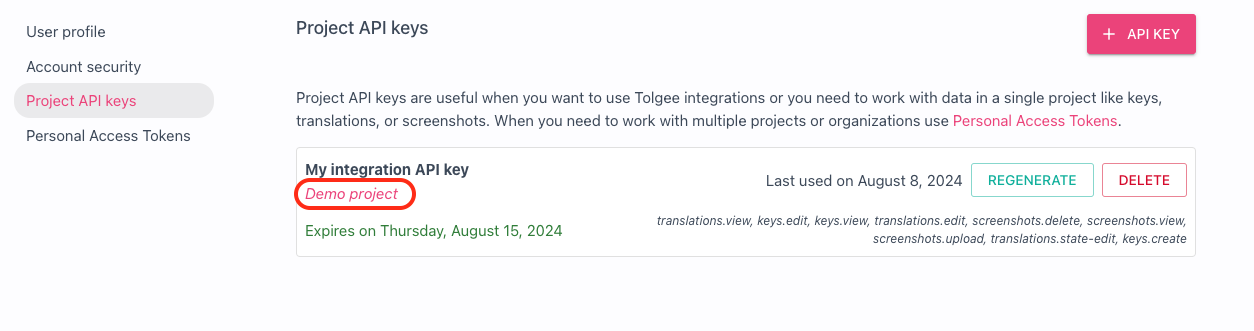 User profile
Account security
Project API keys
Personal Access Tokens
Project API keys
+ API KEY
Project API keys are useful when you want to use Tolgee integrations or you need to work with data in a single project like keys,
translations, or screenshots. When you need to work with multiple projects or organizations use Personal Access Tokens.
My integration API key
Demo project
Expires on Thursday, August 15, 2024
Last used on August 8, 2024
REGENERATE
DELETE
translations.view, keys.edit, keys.view, translations.edit, screenshots.delete, screenshots.view,
screenshots.upload, translations.state-edit, keys.create